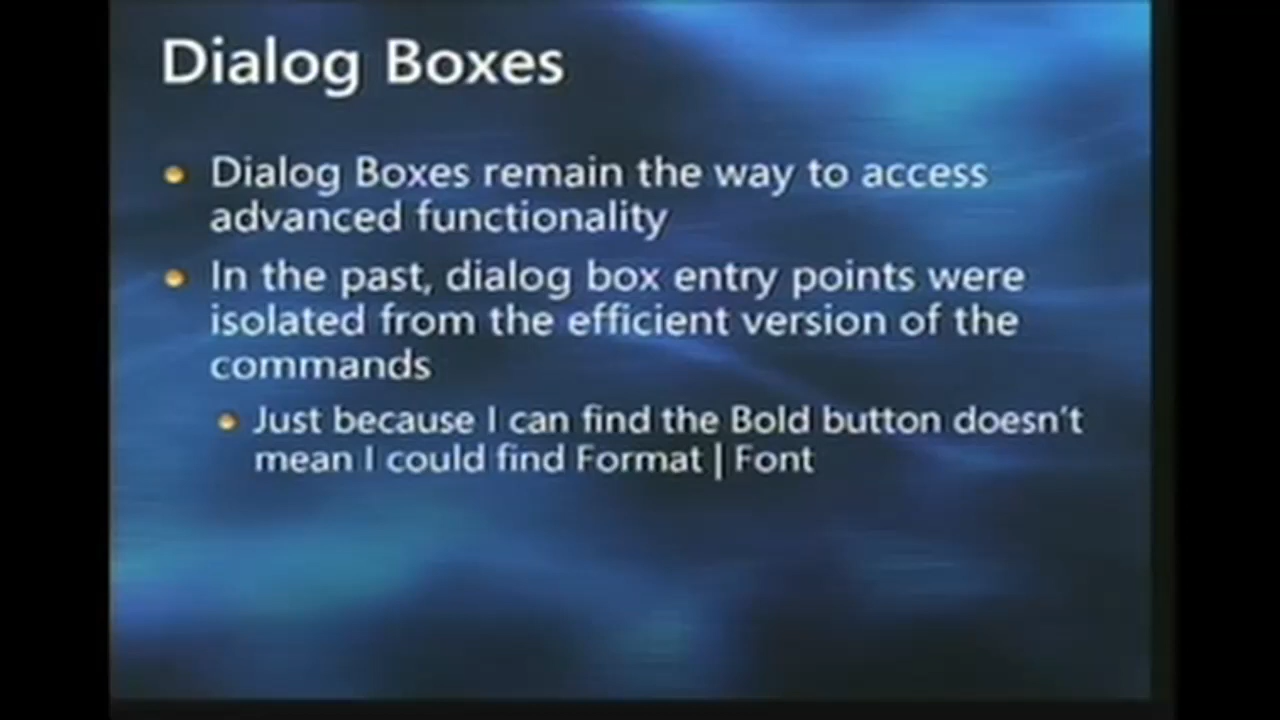 Dialog Boxes
Dialog Boxes remain the way to access
advanced functionality
In the past, dialog box entry points were
isolated from the efficient version of the
commands
Just because I can find the Bold button doesn't
mean I could find Format | Font